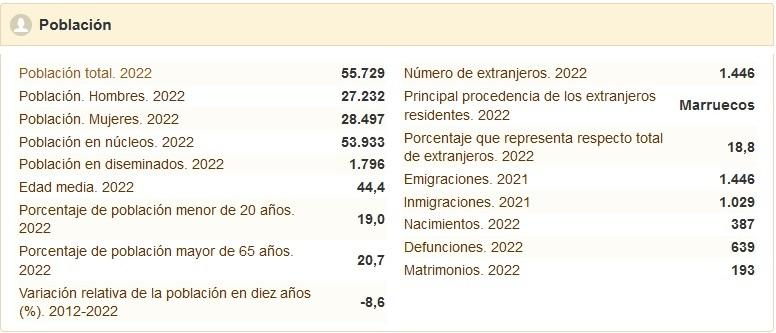 Población
Población total. 2022 55.729
Población. Hombres. 2022 27.232
Población. Mujeres. 2022 28.497
Población en núcleos. 2022 53.933
Población en diseminados. 2022 1.796
Edad media. 2022 44,4
Porcentaje de población menor de 20 años.
2022 19,0
Porcentaje de población mayor de 65 años.
2022 20,7
Variación relativa de la población en diez años
(%). 2012-2022 -8,6
Número de extranjeros. 2022 1.446
Principal procedencia de los extranjeros
residentes. 2022 Marruecos
Porcentaje que representa respecto total
de extranjeros. 2022 18,8
Emigraciones. 2021 1.446
Inmigraciones. 2021 1.029
Nacimientos. 2022 387
Defunciones. 2022 639
Matrimonios. 2022 193